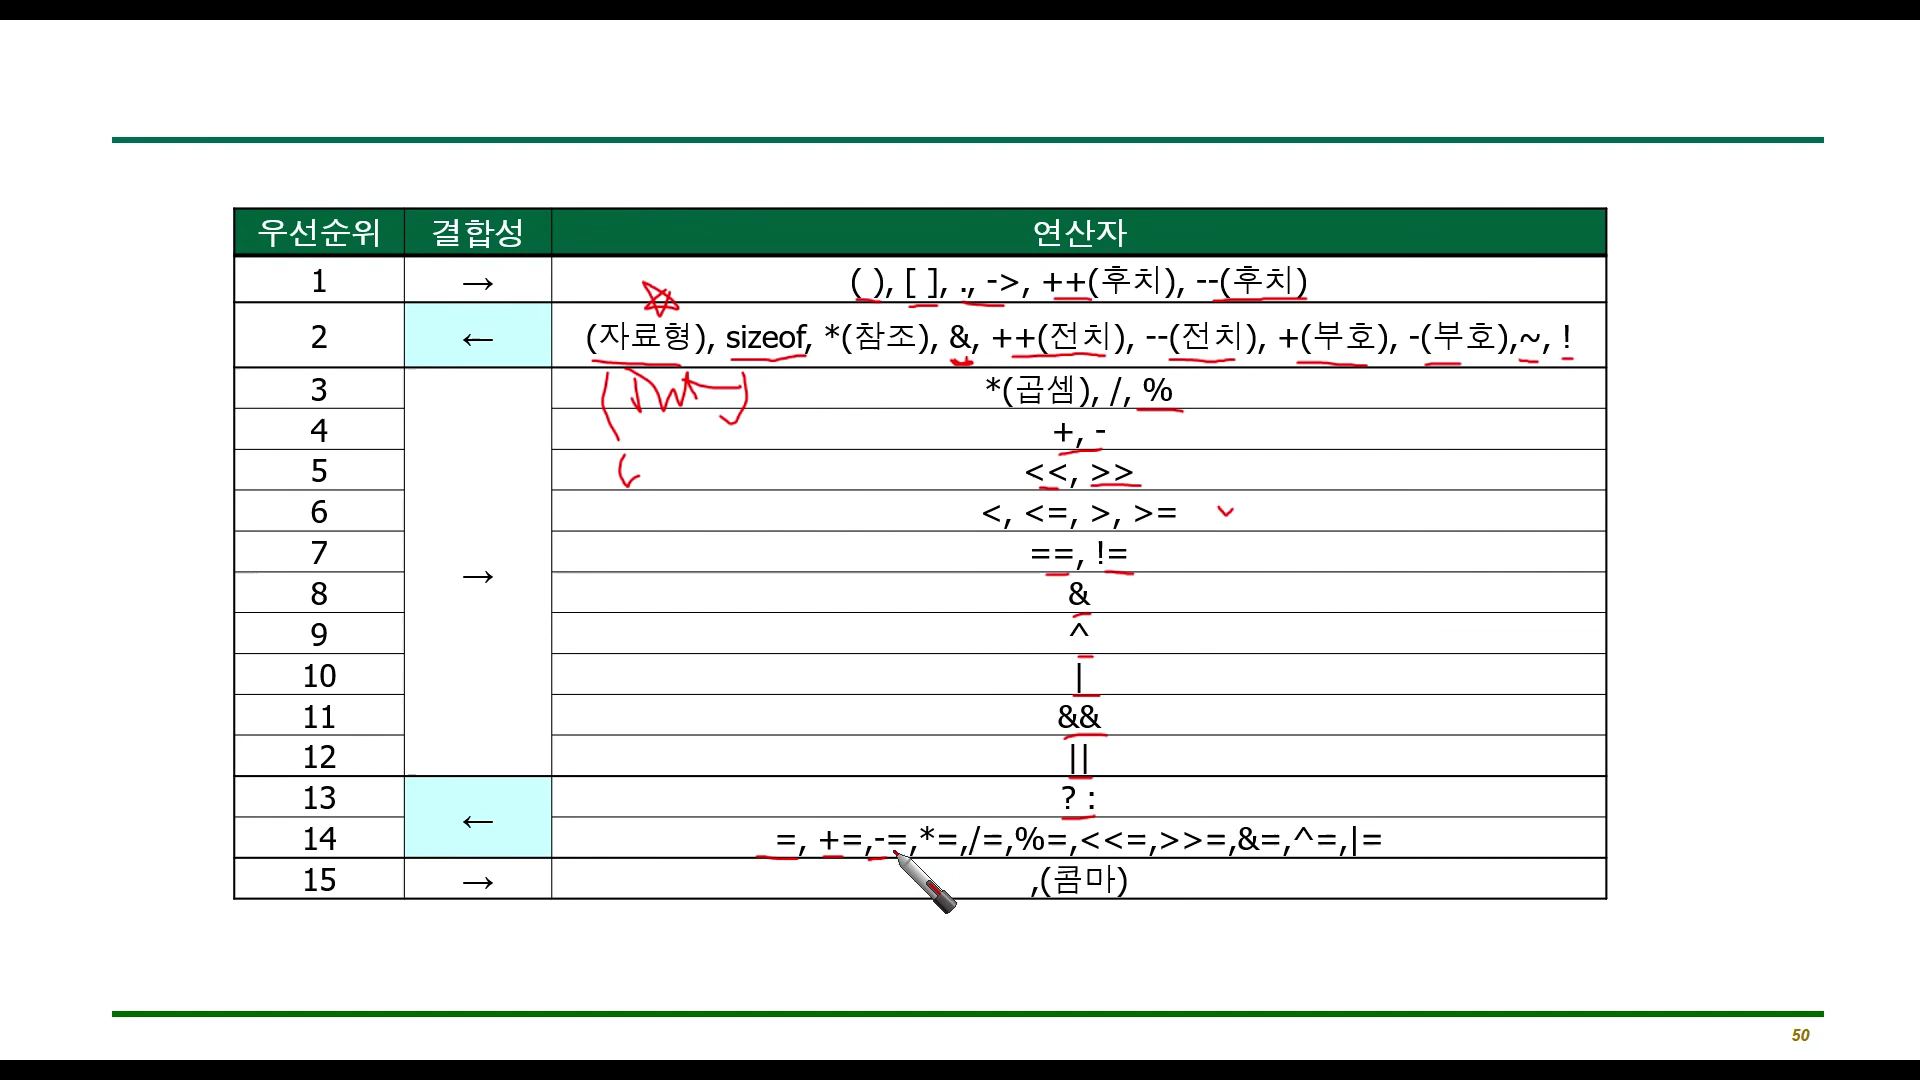 우선순위 결합성 연산자
1 → ( ), [ ], ., ->, ++(후치), --(후치)
2 ← (자료형), sizeof, *(참조), &, ++(전치), --(전치), +(부호), -(부호),~, !
3 *(곱셈), /, %
4 +, -
5 <<, >>
6 <, <=, >, >=
7 → ==, !=
8 &
9 ^
10 |
11 &&
12 ||
13 ← ? :
14 =, +=,-=,*=,/=,%=,<<=,>>=,&=,^=,|=
15 → ,(콤마)
50